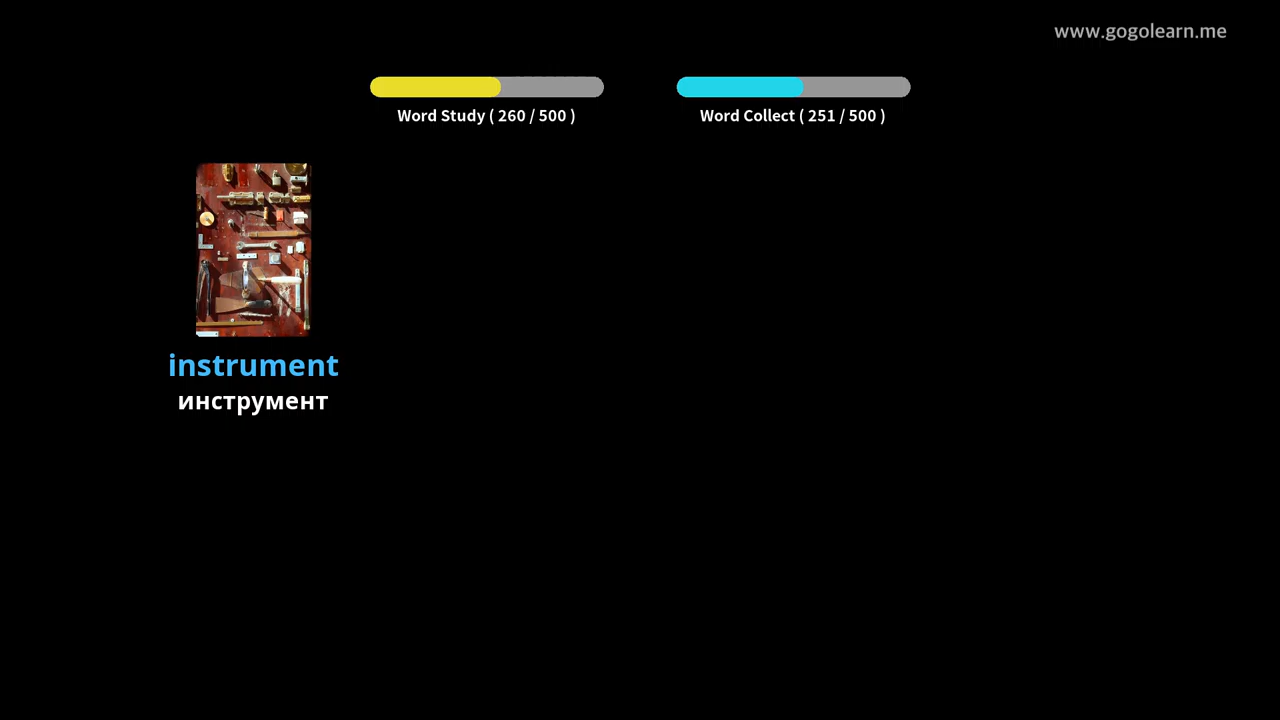 www.gogolearn.me
Word Study ( 260 / 500 )
Word Collect ( 251 / 500 )
instrument
инструмент